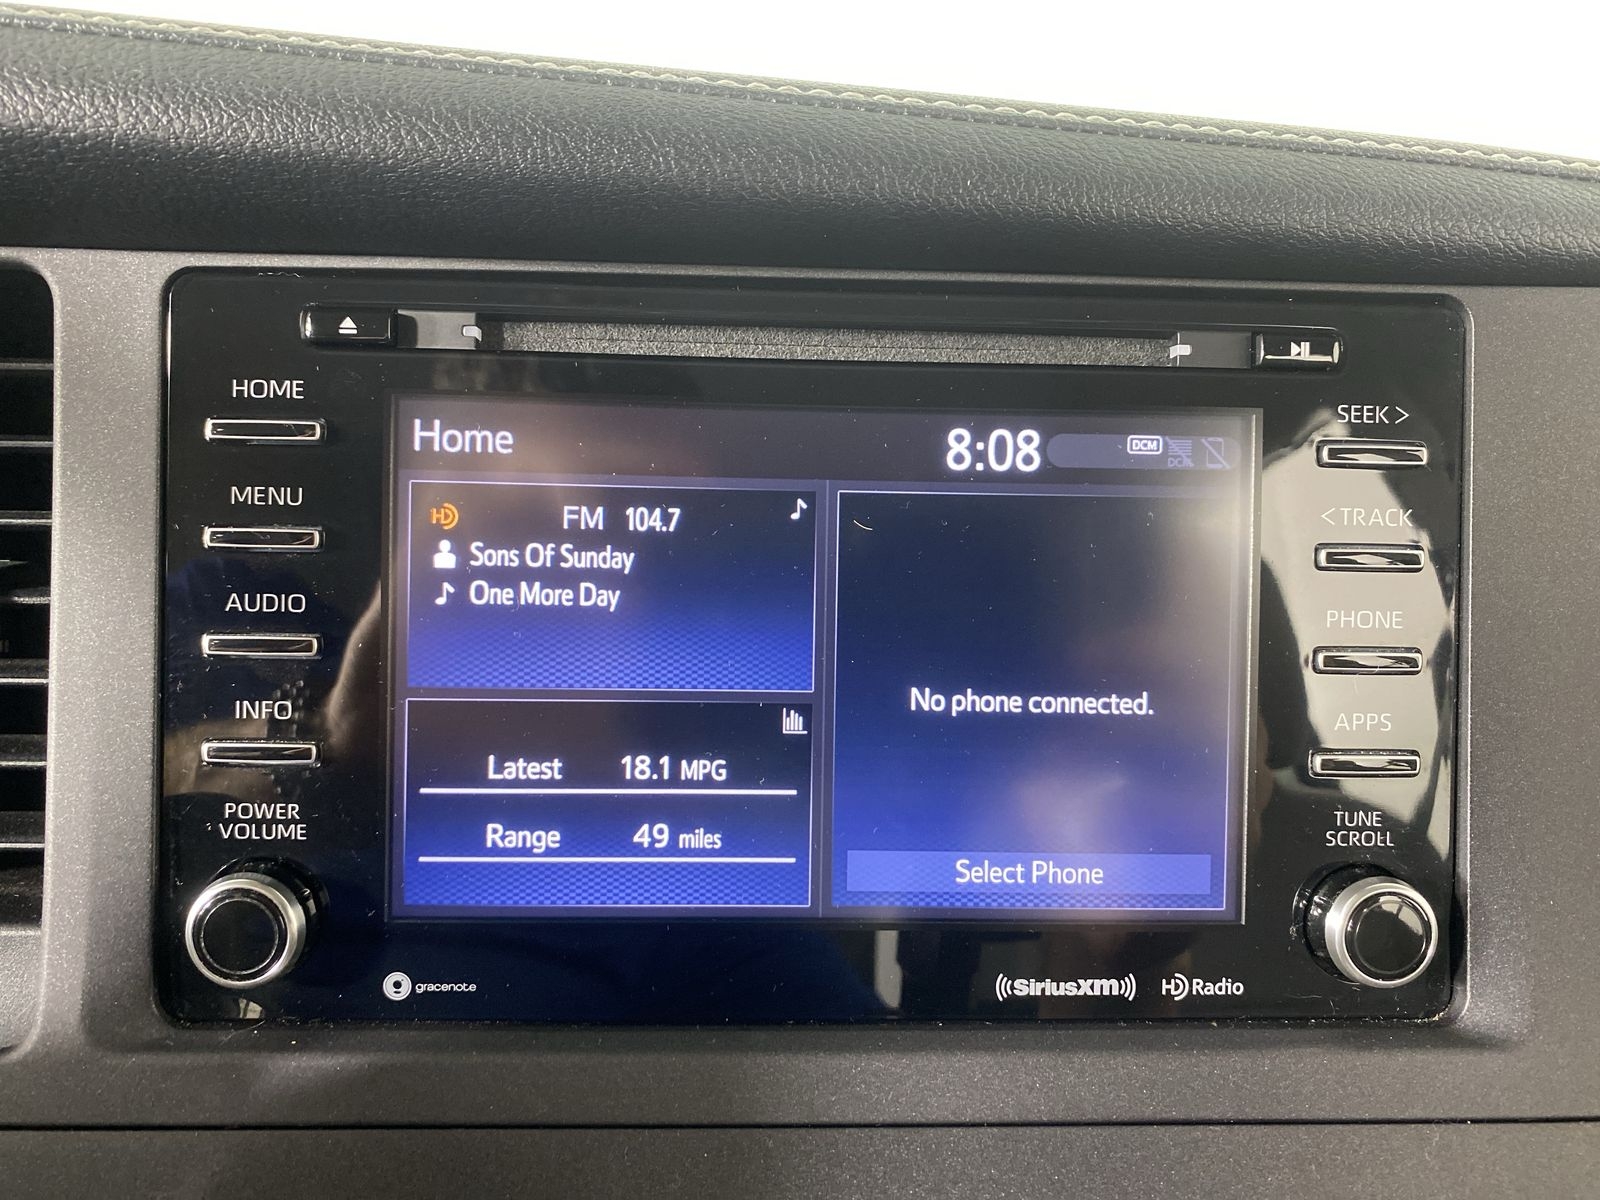 HOME
MENU
AUDIO
INFO
POWER
VOLUME
Home
8:08
DCM
DCM
HD
FM 104.7
Sons Of Sunday
One More Day
Latest 18.1 MPG
Range 49 miles
No phone connected.
Select Phone
SEEK >
< TRACK
PHONE
APPS
TUNE
SCROLL
g gracenote
((SiriusXM))
HD Radio